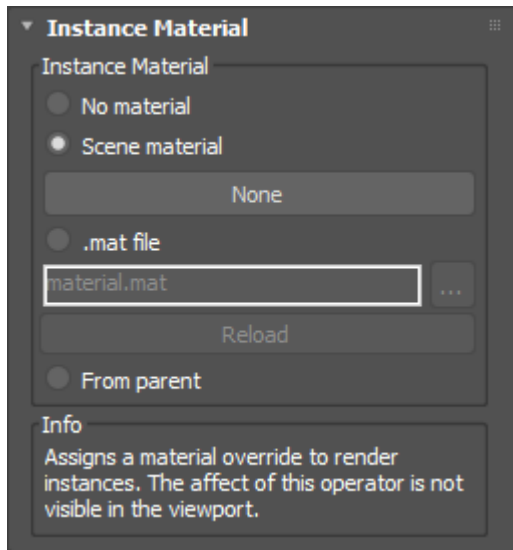 Instance Material
Instance Material
No material
Scene material
None
.mat file
material.mat
...
Reload
From parent
Info
Assigns a material override to render
instances. The affect of this operator is not
visible in the viewport.